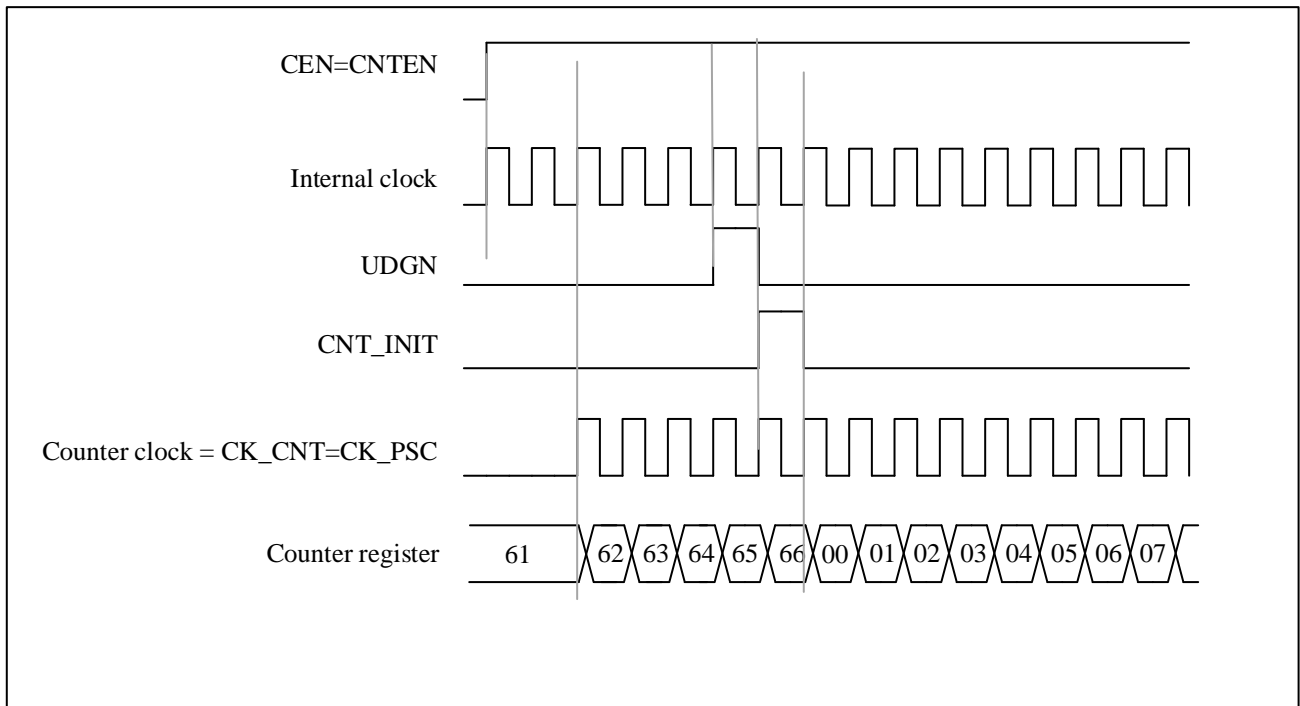 CEN=CNTEN
Internal clock
UDGN
CNT_INIT
Counter clock = CK_CNT=CK_PSC
Counter register 61 62 63 64 65 66 00 01 02 03 04 05 06 07